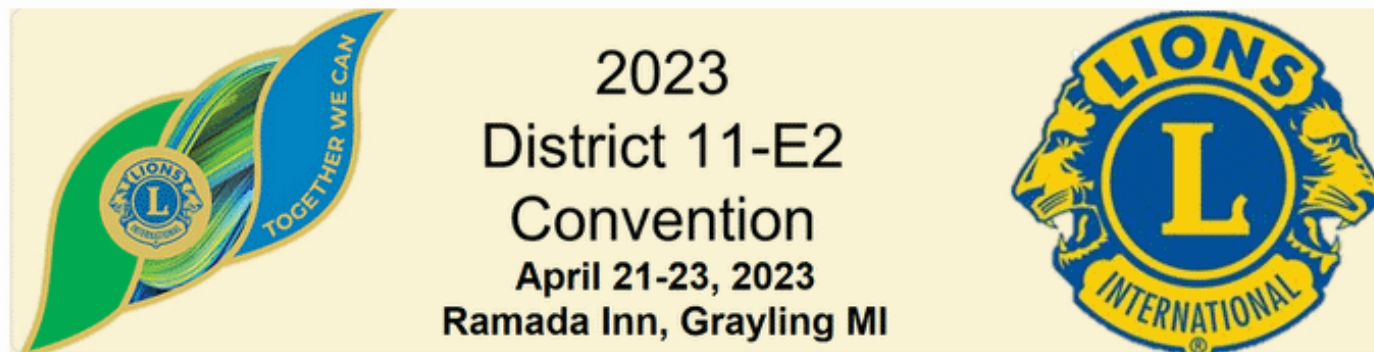 TOGETHER WE CAN
LIONS
L
INTERNATIONAL
2023
District 11-E2
Convention
April 21-23, 2023
Ramada Inn, Grayling MI
LIONS
L
INTERNATIONAL
®